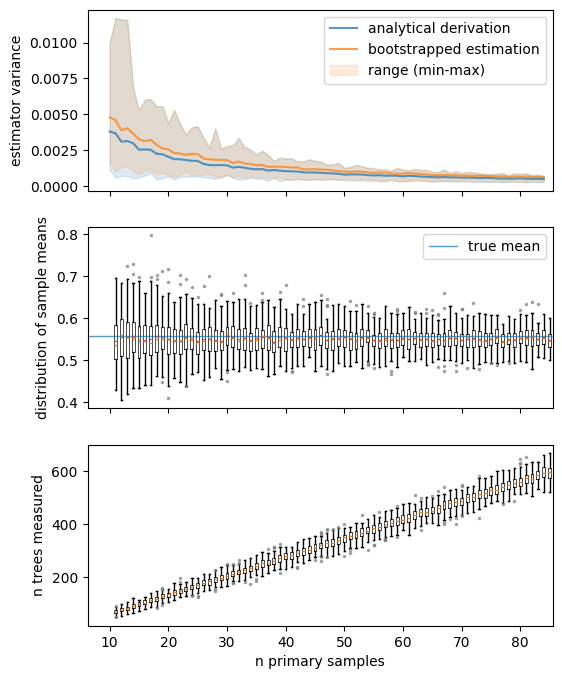 0.0100
0.0075
0.0050
0.0025
0.0000
estimator variance
analytical derivation
bootstrapped estimation
range (min-max)
0.8
0.7
0.6
0.5
0.4
distribution of sample means
true mean
600
400
200
n trees measured
10 20 30 40 50 60 70 80
n primary samples